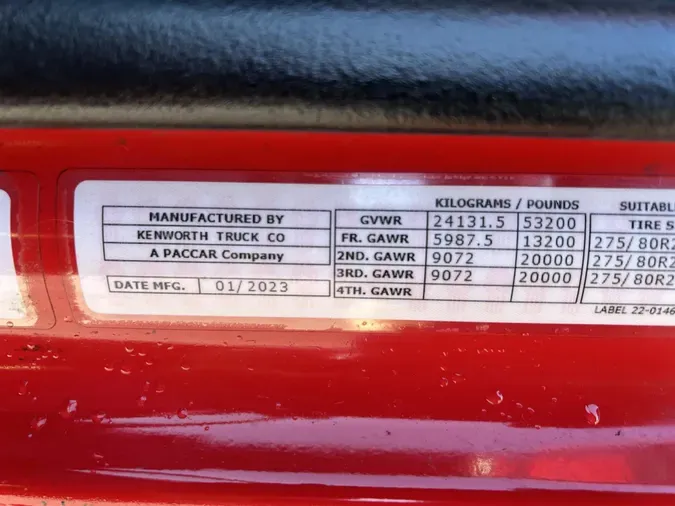 KILOGRAMS / POUNDS
MANUFACTURED BY
KENWORTH TRUCK CO
A PACCAR Company
DATE MFG. 01/2023
GVWR 24131.5 53200
FR. GAWR 5987.5 13200
2ND. GAWR 9072 20000
3RD. GAWR 9072 20000
4TH. GAWR
SUITABL
TIRE S
275/80R2
275/80R2
275/80R2
LABEL 22-0146